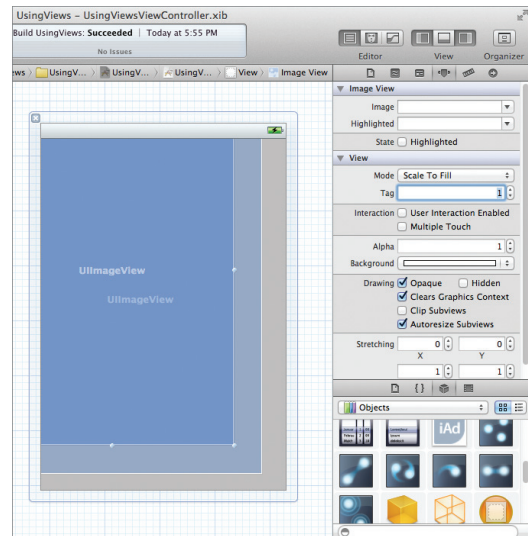 UsingViews – UsingViewsViewController.xib
Build UsingViews: Succeeded | Today at 5:55 PM
No Issues
Editor View Organizer
ews UsingV... UsingV... UsingV... View Image View
Image View
Image
Highlighted
State Highlighted
View
Mode Scale To Fill
Tag 1
Interaction User Interaction Enabled
Multiple Touch
Alpha 1
Background
Drawing Opaque Hidden
Clears Graphics Context
Clip Subviews
Autoresize Subviews
Stretching 0 0
X Y
1 1
UIImageView
UIImageView
{}
Objects
iAd